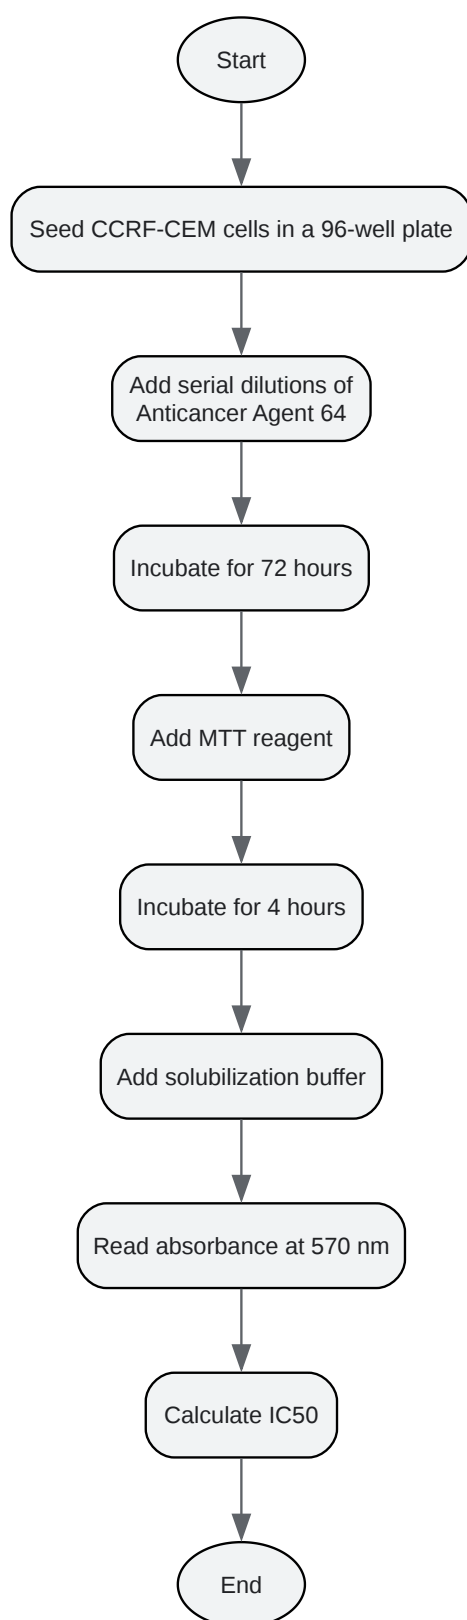 Start
Seed CCRF-CEM cells in a 96-well plate
Add serial dilutions of
Anticancer Agent 64
Incubate for 72 hours
Add MTT reagent
Incubate for 4 hours
Add solubilization buffer
Read absorbance at 570 nm
Calculate IC50
End